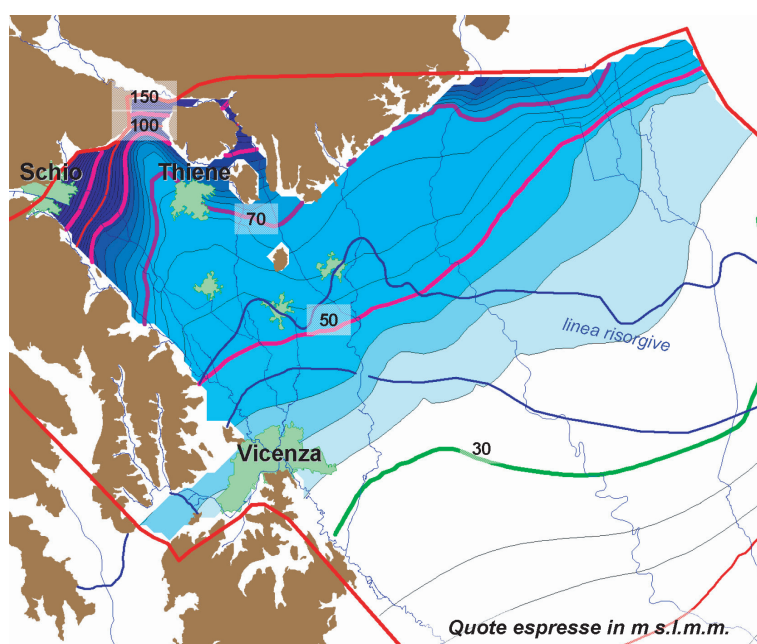 150
100
Schio
Thiene
70
50
linea risorgive
Vicenza
30
Quote espresse in m s.l.m.m.